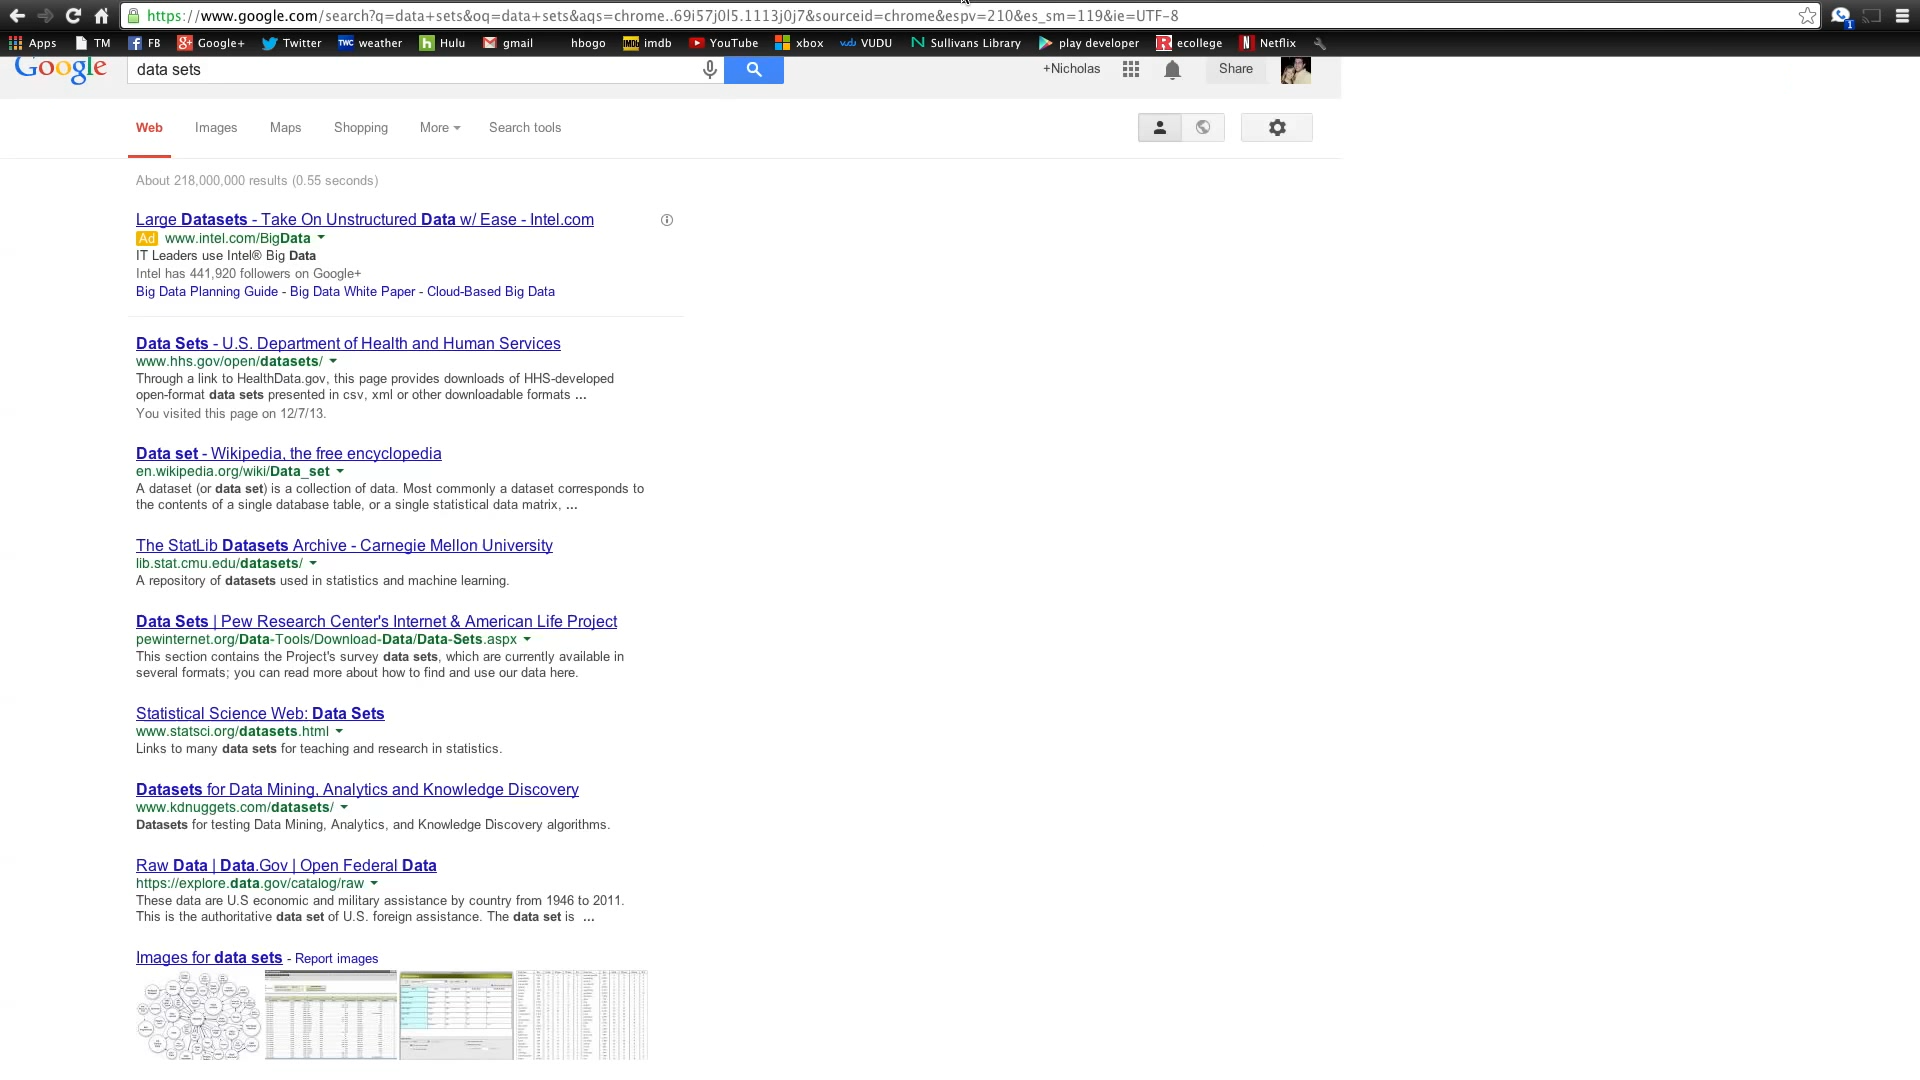 https://www.google.com/search?q=data+sets&oq=data+sets&aqs=chrome..69i57j0l5.1113j0j7&sourceid=chrome&espv=210&es_sm=119&ie=UTF-8
1
Apps TM FB Google+ Twitter weather Hulu gmail hbogo imdb YouTube xbox VUDU Sullivans Library play developer ecollege Netflix
Google data sets +Nicholas Share
Web Images Maps Shopping More Search tools
About 218,000,000 results (0.55 seconds)
Large Datasets - Take On Unstructured Data w/ Ease - Intel.com
Ad www.intel.com/BigData
IT Leaders use Intel® Big Data
Intel has 441,920 followers on Google+
Big Data Planning Guide - Big Data White Paper - Cloud-Based Big Data
Data Sets - U.S. Department of Health and Human Services
www.hhs.gov/open/datasets/
Through a link to HealthData.gov, this page provides downloads of HHS-developed
open-format data sets presented in csv, xml or other downloadable formats ...
You visited this page on 12/7/13.
Data set - Wikipedia, the free encyclopedia
en.wikipedia.org/wiki/Data_set
A dataset (or data set) is a collection of data. Most commonly a dataset corresponds to
the contents of a single database table, or a single statistical data matrix, ...
The StatLib Datasets Archive - Carnegie Mellon University
lib.stat.cmu.edu/datasets/
A repository of datasets used in statistics and machine learning.
Data Sets | Pew Research Center's Internet & American Life Project
pewinternet.org/Data-Tools/Download-Data/Data-Sets.aspx
This section contains the Project's survey data sets, which are currently available in
several formats; you can read more about how to find and use our data here.
Statistical Science Web: Data Sets
www.statsci.org/datasets.html
Links to many data sets for teaching and research in statistics.
Datasets for Data Mining, Analytics and Knowledge Discovery
www.kdnuggets.com/datasets/
Datasets for testing Data Mining, Analytics, and Knowledge Discovery algorithms.
Raw Data | Data.Gov | Open Federal Data
https://explore.data.gov/catalog/raw
These data are U.S economic and military assistance by country from 1946 to 2011.
This is the authoritative data set of U.S. foreign assistance. The data set is ...
Images for data sets - Report images